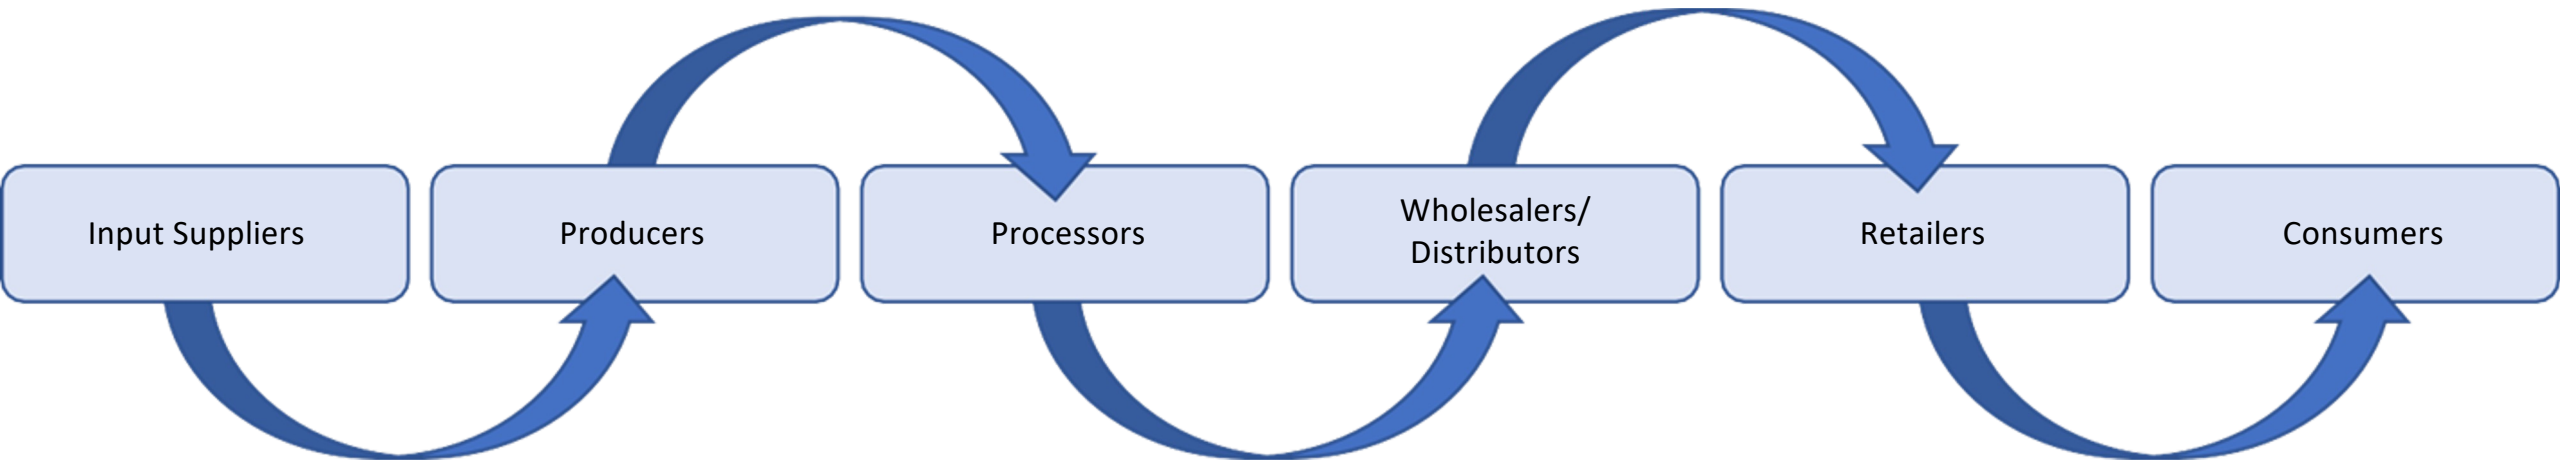 Input Suppliers
Producers
Processors
Wholesalers/
Distributors
Retailers
Consumers